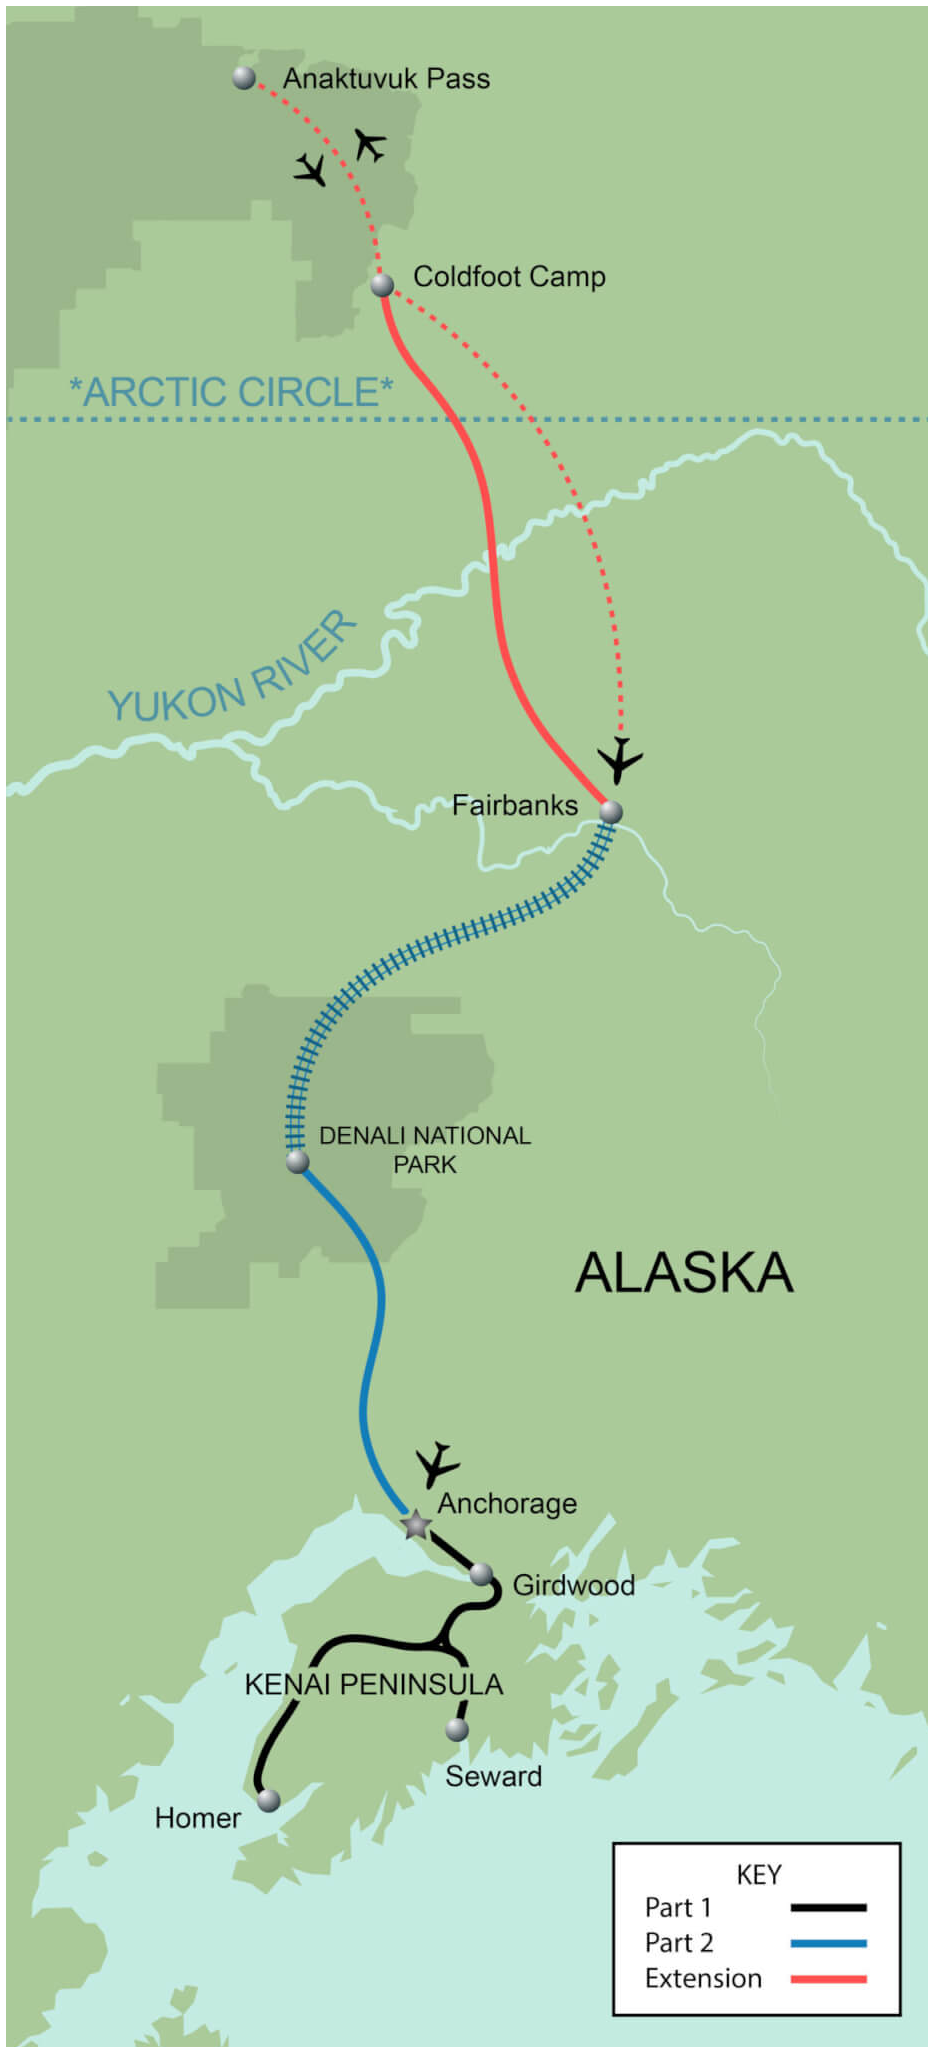 Anaktuvuk Pass
Coldfoot Camp
*ARCTIC CIRCLE*
YUKON RIVER
Fairbanks
DENALI NATIONAL
PARK
ALASKA
Anchorage
Girdwood
KENAI PENINSULA
Seward
Homer
KEY
Part 1
Part 2
Extension